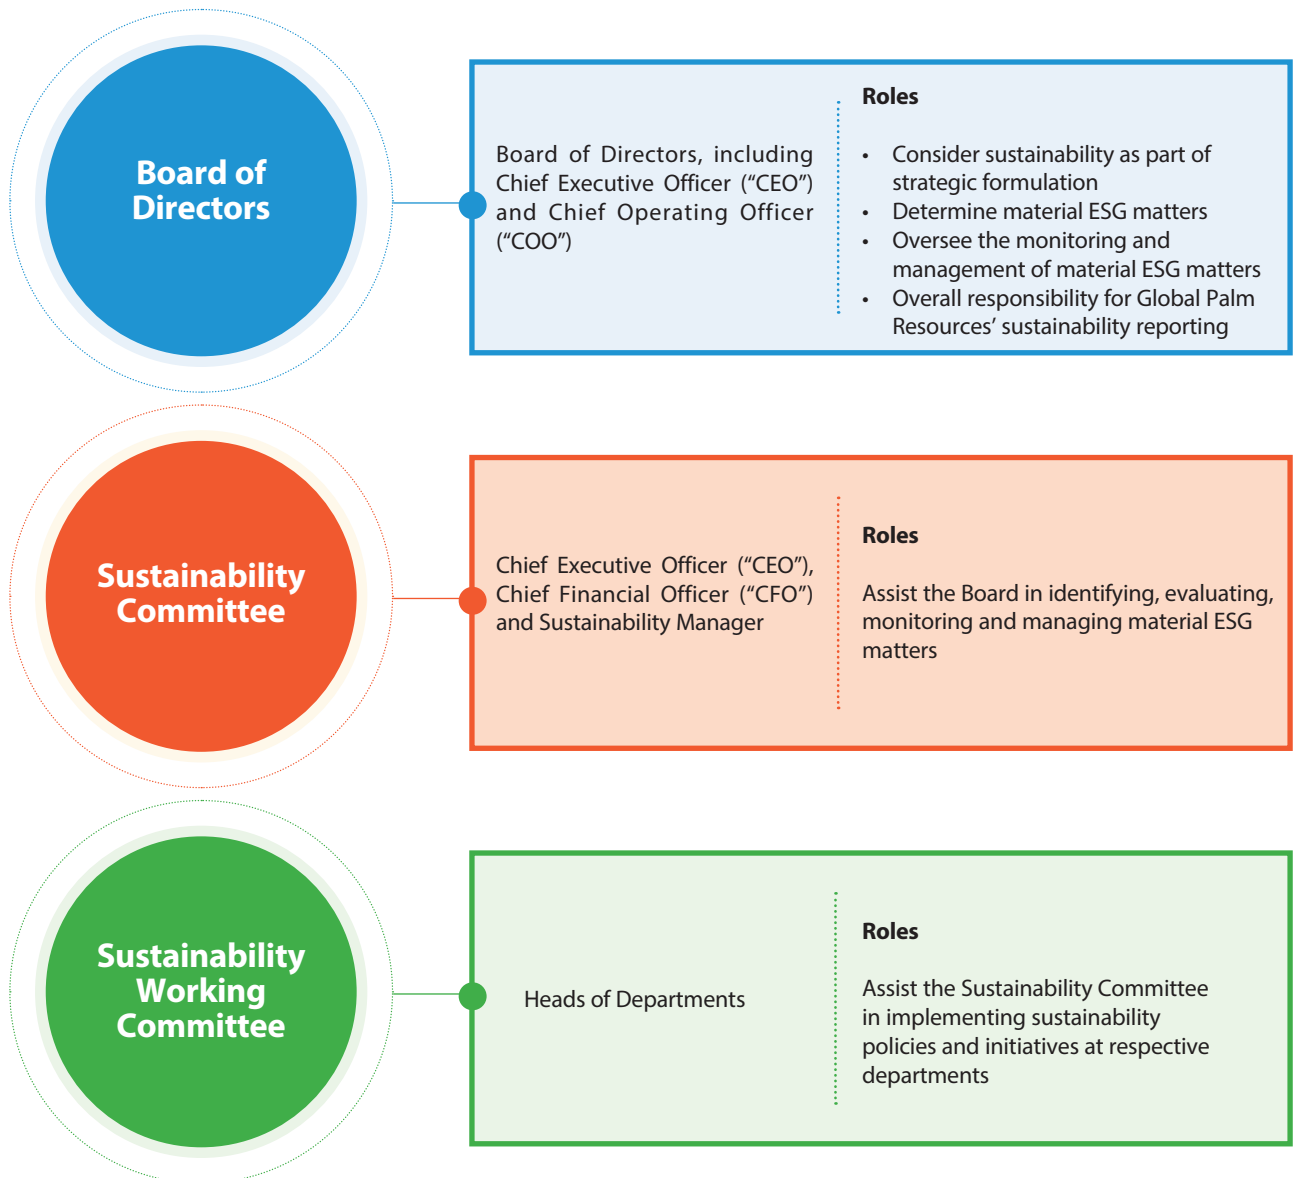 Board of
Directors
Board of Directors, including
Chief Executive Officer (“CEO”)
and Chief Operating Officer
(“COO”)
Roles
• Consider sustainability as part of
strategic formulation
• Determine material ESG matters
• Oversee the monitoring and
management of material ESG matters
• Overall responsibility for Global Palm
Resources’ sustainability reporting
Sustainability
Committee
Chief Executive Officer (“CEO”),
Chief Financial Officer (“CFO”)
and Sustainability Manager
Roles
Assist the Board in identifying, evaluating,
monitoring and managing material ESG
matters
Sustainability
Working
Committee
Heads of Departments
Roles
Assist the Sustainability Committee
in implementing sustainability
policies and initiatives at respective
departments